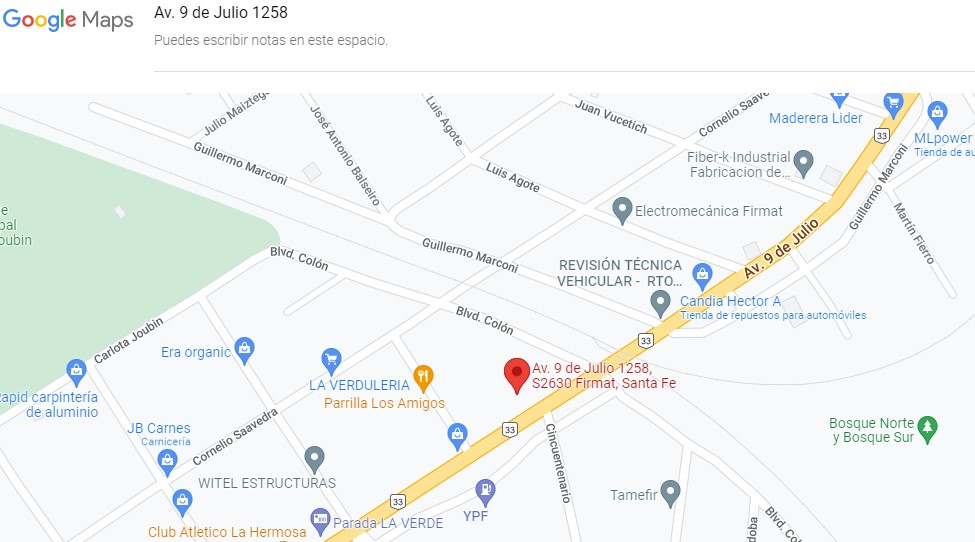 Google Maps
Av. 9 de Julio 1258
Puedes escribir notas en este espacio.
Julio Maiztegu
José Antonio Balseiro
Luis Agote
Juan Vucetich
Cornelio Saave
Maderera Lider
33
MLpower
Tienda de au
Guillermo Marconi
Fiber-k Industrial
Fabricacion de...
Luis Agote
Guillermo Marconi
Martín Fierro
Electromecánica Firmat
e
pal
oubin
Blvd. Colón
Guillermo Marconi
Av. 9 de Julio
REVISIÓN TÉCNICA
VEHICULAR - RTO...
Candia Hector A
Tienda de repuestos para automóviles
Blvd. Colón
Carlota Joubin
33
Era organic
LA VERDULERIA
Parrilla Los Amigos
Av. 9 de Julio 1258,
S2630 Firmat, Santa Fe
Rapid carpintería
de aluminio
JB Carnes
Carnicería
Cornelio Saavedra
33
Cincuentenario
Bosque Norte
y Bosque Sur
WITEL ESTRUCTURAS
Tamefir
33
YPF
Parada LA VERDE
Club Atletico La Hermosa
Blvd. Co
doba